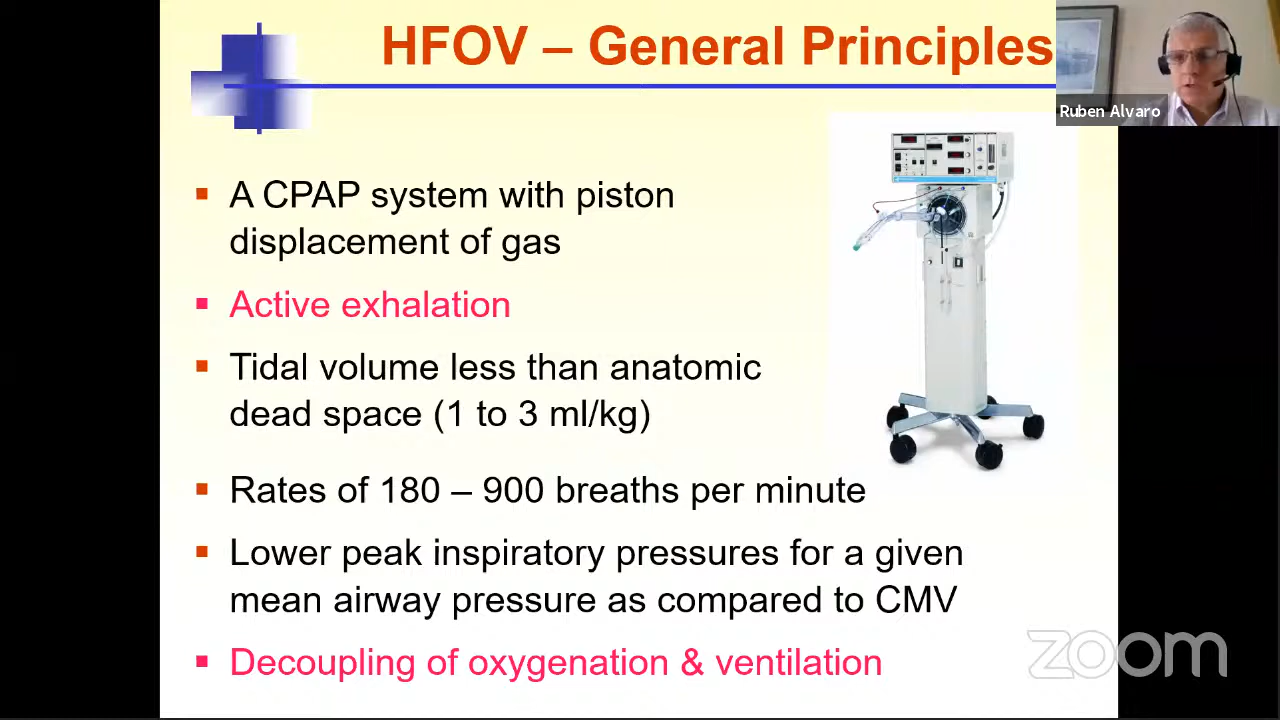 HFOV – General Principles
Ruben Alvaro
A CPAP system with piston
displacement of gas
Active exhalation
Tidal volume less than anatomic
dead space (1 to 3 ml/kg)
Rates of 180 – 900 breaths per minute
Lower peak inspiratory pressures for a given
mean airway pressure as compared to CMV
Decoupling of oxygenation & ventilation
zoom